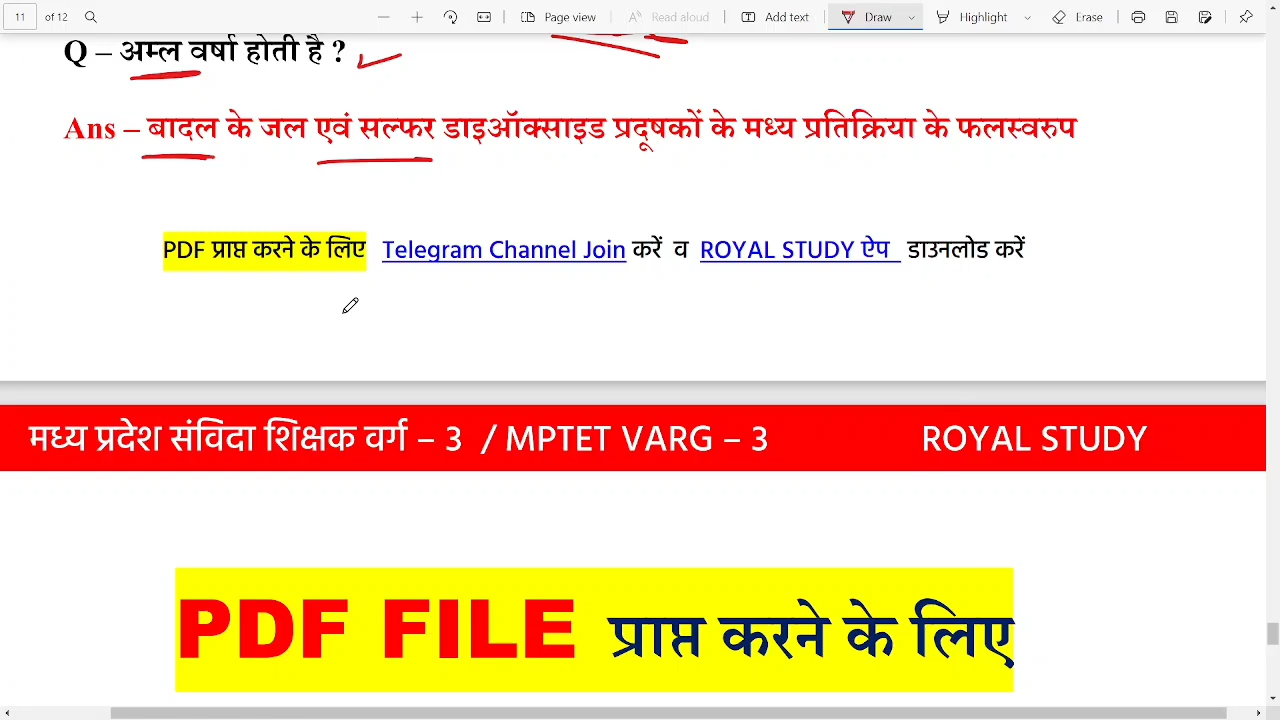 11 of 12 Page view Read aloud Add text Draw Highlight Erase
Q – अम्ल वर्षा होती है ?
Ans – बादल के जल एवं सल्फर डाइऑक्साइड प्रदूषकों के मध्य प्रतिक्रिया के फलस्वरुप
PDF प्राप्त करने के लिए Telegram Channel Join करें व ROYAL STUDY ऐप डाउनलोड करें
मध्य प्रदेश संविदा शिक्षक वर्ग – 3 / MPTET VARG – 3 ROYAL STUDY
PDF FILE प्राप्त करने के लिए